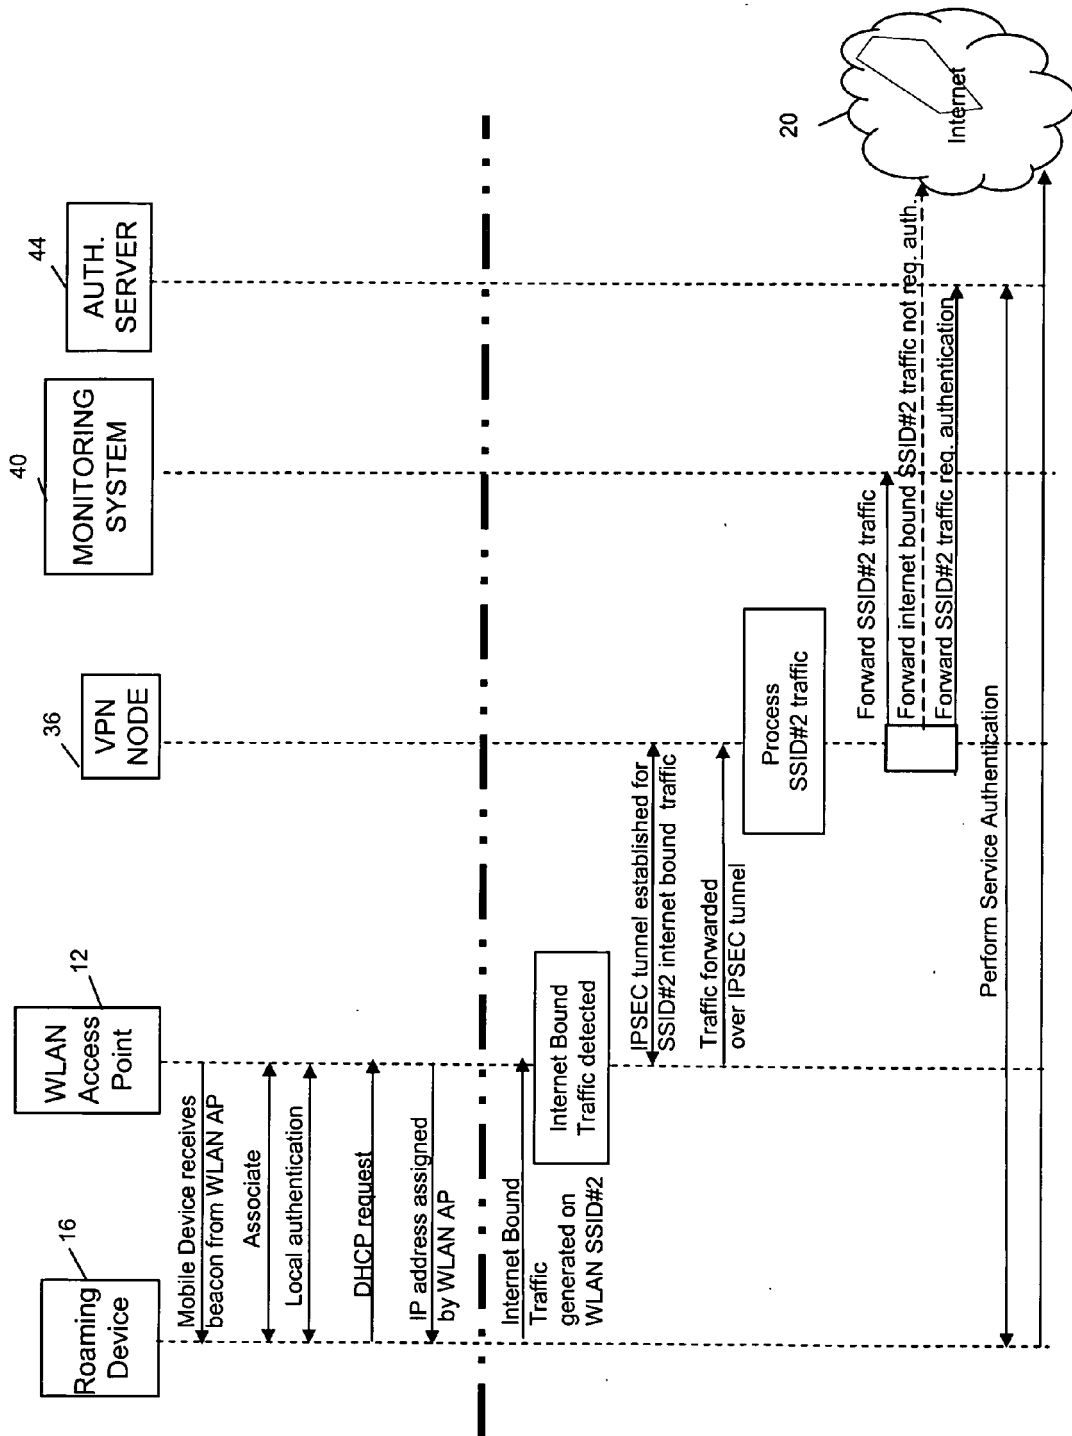 16
Roaming
Device
12
WLAN
Access
Point
36
VPN
NODE
40
MONITORING
SYSTEM
44
AUTH.
SERVER
Mobile Device receives
beacon from WLAN AP
Associate
Local authentication
DHCP request
IP address assigned
by WLAN AP
Internet Bound
Traffic
generated on
WLAN SSID#2
Internet Bound
Traffic detected
IPSEC tunnel established for
SSID#2 internet bound traffic
Traffic forwarded
over IPSEC tunnel
Process
SSID#2 traffic
Forward SSID#2 traffic
Forward internet bound SSID#2 traffic not req. auth.
Forward SSID#2 traffic req. authentication
Perform Service Authentication
20
Internet